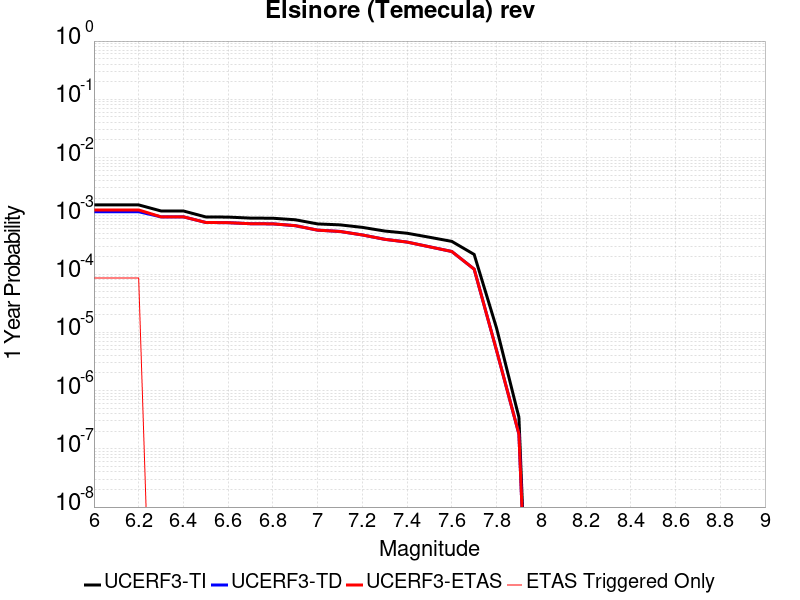 Elsinore (Temecula) rev
1 Year Probability
10^0
10^-1
10^-2
10^-3
10^-4
10^-5
10^-6
10^-7
10^-8
6 6.2 6.4 6.6 6.8 7 7.2 7.4 7.6 7.8 8 8.2 8.4 8.6 8.8 9
Magnitude
UCERF3-TI UCERF3-TD UCERF3-ETAS ETAS Triggered Only